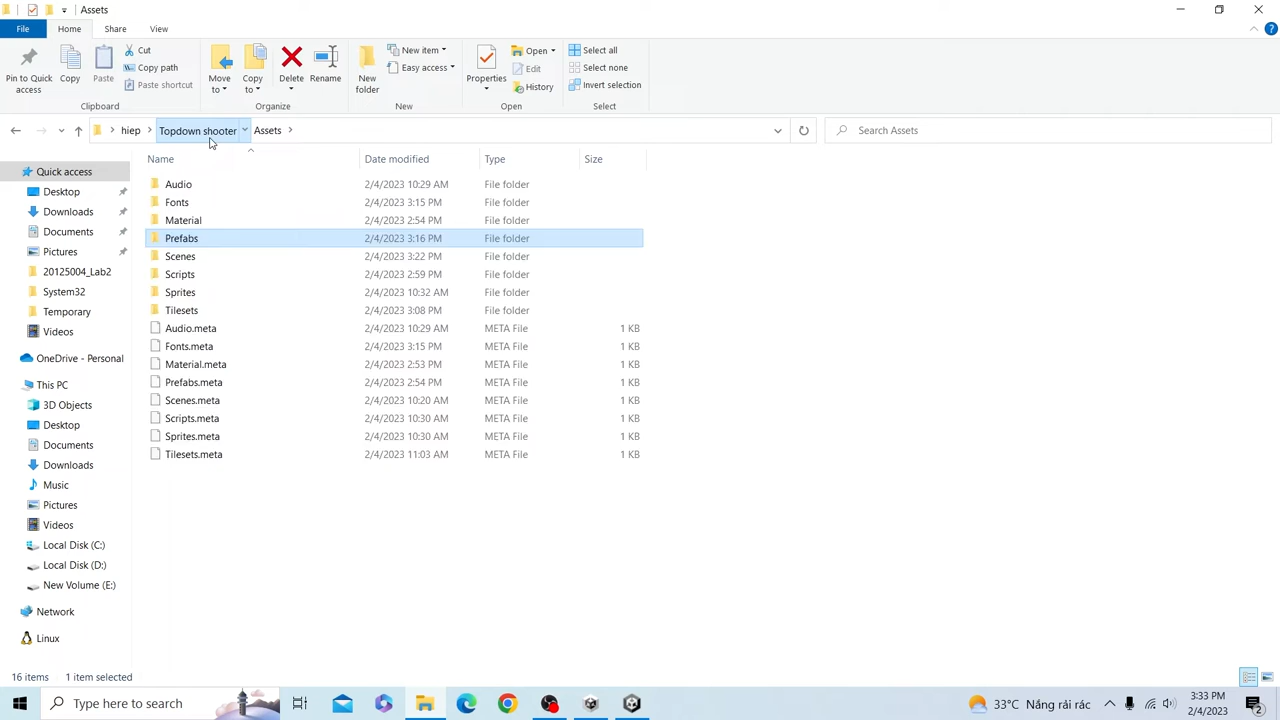 Assets
File
Home
Share
View
Pin to Quick access
Copy
Paste
Cut
Copy path
Paste shortcut
Clipboard
Move to
Copy to
Delete
Rename
Organize
New folder
New item
Easy access
New
Properties
Open
Edit
History
Open
Select all
Select none
Invert selection
Select
hiep
Topdown shooter
Assets
Search Assets
Name Date modified Type Size
Audio 2/4/2023 10:29 AM File folder
Fonts 2/4/2023 3:15 PM File folder
Material 2/4/2023 2:54 PM File folder
Prefabs 2/4/2023 3:16 PM File folder
Scenes 2/4/2023 3:22 PM File folder
Scripts 2/4/2023 2:59 PM File folder
Sprites 2/4/2023 10:32 AM File folder
Tilesets 2/4/2023 3:08 PM File folder
Audio.meta 2/4/2023 10:29 AM META File 1 KB
Fonts.meta 2/4/2023 3:15 PM META File 1 KB
Material.meta 2/4/2023 2:53 PM META File 1 KB
Prefabs.meta 2/4/2023 2:54 PM META File 1 KB
Scenes.meta 2/4/2023 10:20 AM META File 1 KB
Scripts.meta 2/4/2023 10:30 AM META File 1 KB
Sprites.meta 2/4/2023 10:30 AM META File 1 KB
Tilesets.meta 2/4/2023 11:03 AM META File 1 KB
Quick access
Desktop
Downloads
Documents
Pictures
20125004_Lab2
System32
Temporary
Videos
OneDrive - Personal
This PC
3D Objects
Desktop
Documents
Downloads
Music
Pictures
Videos
Local Disk (C:)
Local Disk (D:)
New Volume (E:)
Network
Linux
16 items 1 item selected
Type here to search
33°C Nắng rải rác
3:33 PM
2/4/2023
2